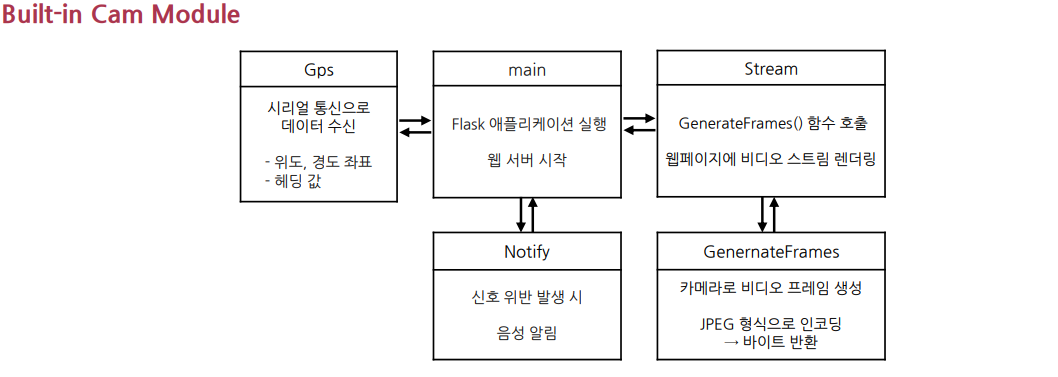 Built-in Cam Module
Gps
시리얼 통신으로
데이터 수신
- 위도, 경도 좌표
- 헤딩 값
main
Flask 애플리케이션 실행
웹 서버 시작
Stream
GenerateFrames() 함수 호출
웹페이지에 비디오 스트림 렌더링
Notify
신호 위반 발생 시
음성 알림
GenernateFrames
카메라로 비디오 프레임 생성
JPEG 형식으로 인코딩
→ 바이트 반환